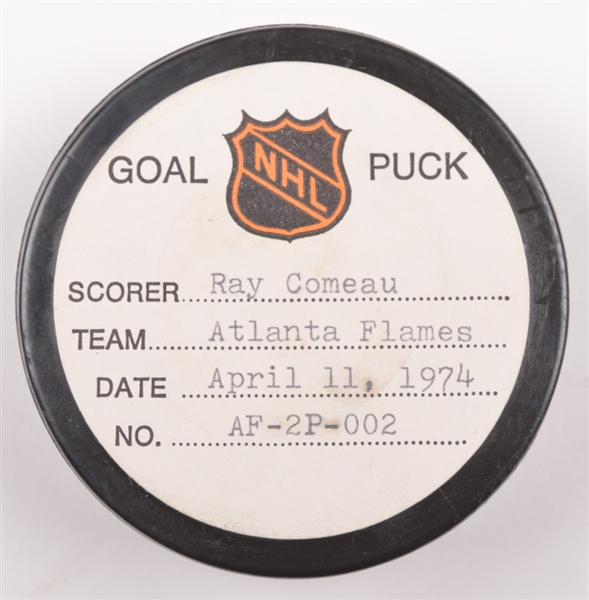 GOAL NHL PUCK
SCORER Ray Comeau
TEAM Atlanta Flames
DATE April 11, 1974
NO. AF-2P-002